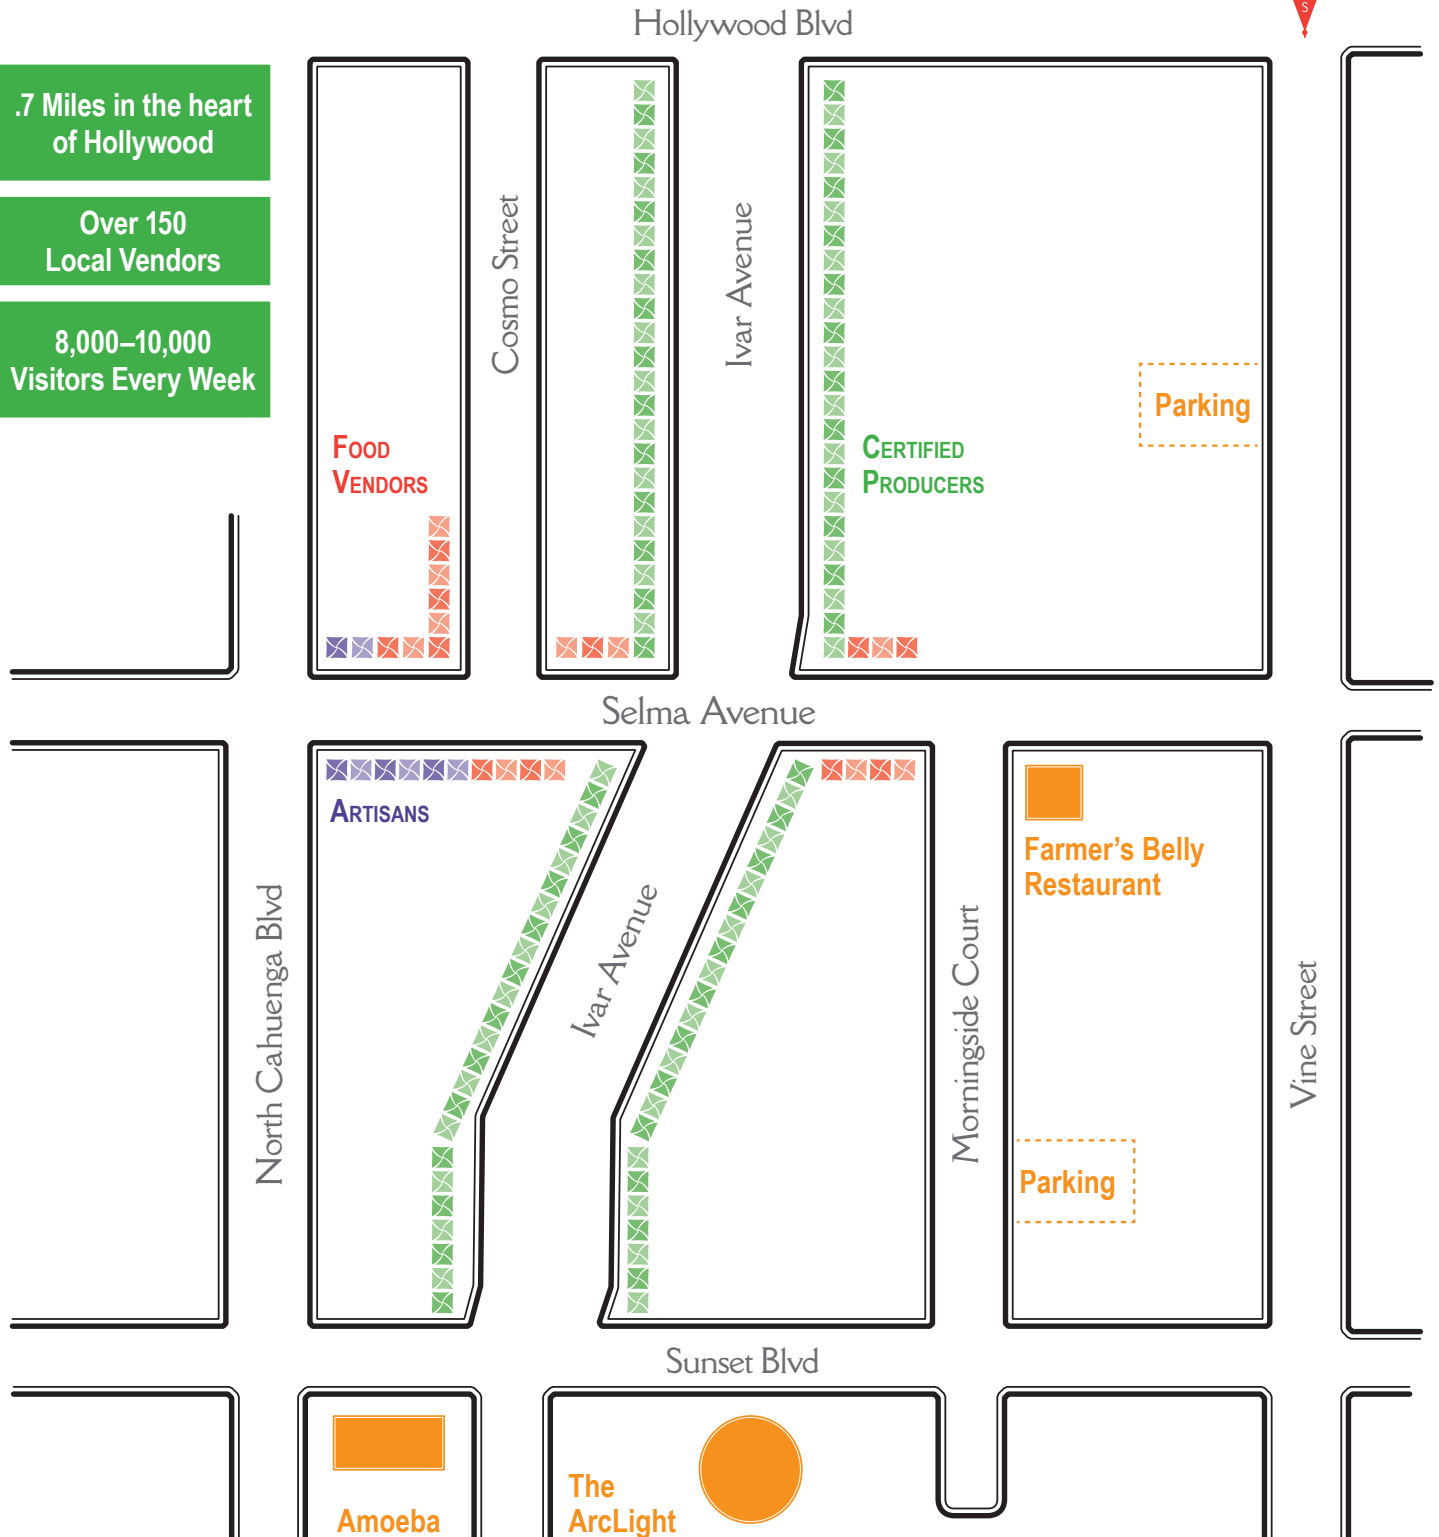 S
Hollywood Blvd
.7 Miles in the heart
of Hollywood
Over 150
Local Vendors
8,000–10,000
Visitors Every Week
Cosmo Street
Ivar Avenue
Parking
FOOD
VENDORS
CERTIFIED
PRODUCERS
Selma Avenue
ARTISANS
Farmer's Belly
Restaurant
North Cahuenga Blvd
Ivar Avenue
Morningside Court
Vine Street
Parking
Sunset Blvd
Amoeba
The
ArcLight